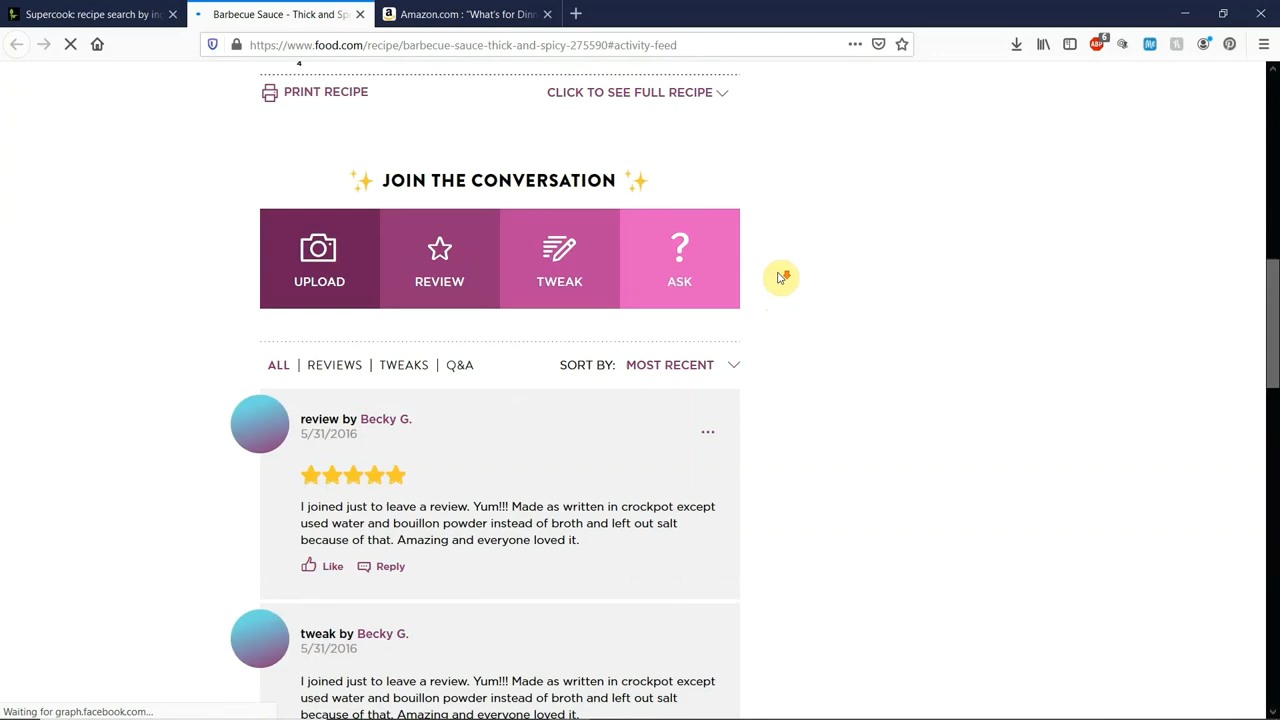 Supercook: recipe search by ing
Barbecue Sauce - Thick and Spi
Amazon.com : "What's for Dinn
https://www.food.com/recipe/barbecue-sauce-thick-and-spicy-275590#activity-feed
ABP
6
4
PRINT RECIPE
CLICK TO SEE FULL RECIPE
JOIN THE CONVERSATION
UPLOAD
REVIEW
TWEAK
?
ASK
ALL | REVIEWS | TWEAKS | Q&A
SORT BY: MOST RECENT
review by Becky G.
5/31/2016
I joined just to leave a review. Yum!!! Made as written in crockpot except
used water and bouillon powder instead of broth and left out salt
because of that. Amazing and everyone loved it.
Like
Reply
tweak by Becky G.
5/31/2016
I joined just to leave a review. Yum!!! Made as written in crockpot except
used water and bouillon powder instead of broth and left out salt
because of that. Amazing and everyone loved it.
Waiting for graph.facebook.com...